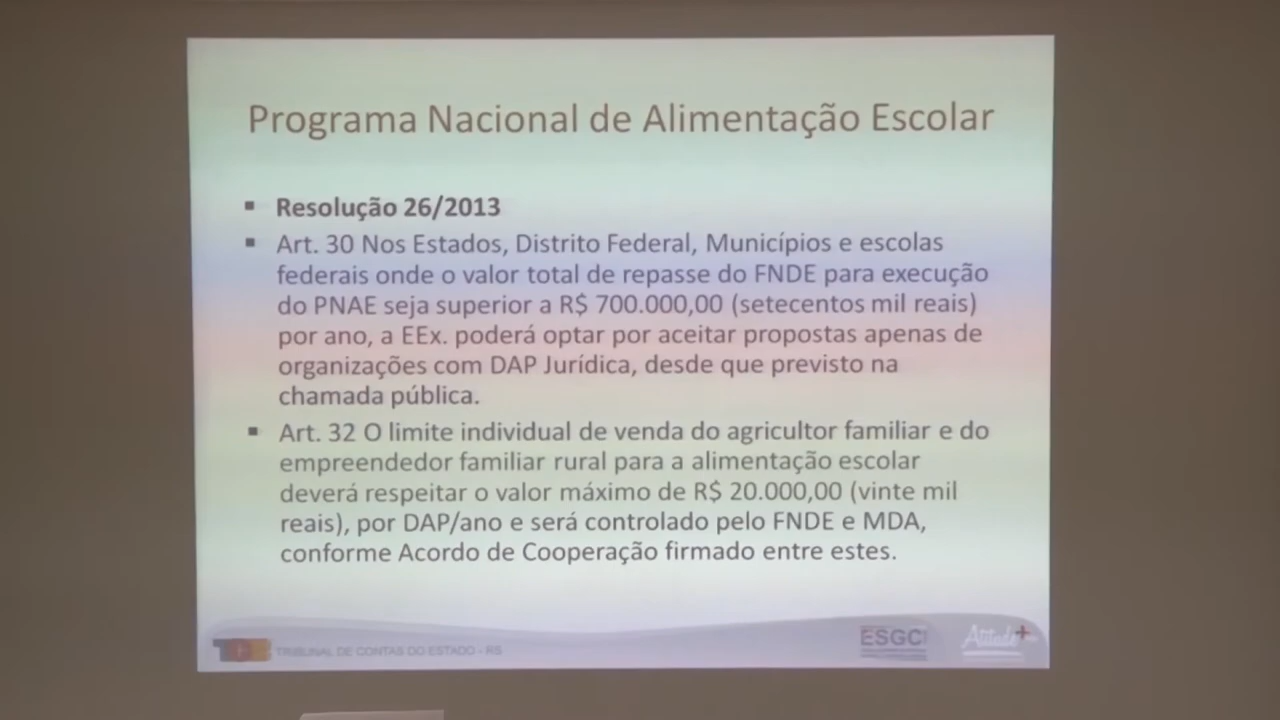 Programa Nacional de Alimentação Escolar
▪ Resolução 26/2013
▪ Art. 30 Nos Estados, Distrito Federal, Municípios e escolas
federais onde o valor total de repasse do FNDE para execução
do PNAE seja superior a R$ 700.000,00 (setecentos mil reais)
por ano, a EEx. poderá optar por aceitar propostas apenas de
organizações com DAP Jurídica, desde que previsto na
chamada pública.
▪ Art. 32 O limite individual de venda do agricultor familiar e do
empreendedor familiar rural para a alimentação escolar
deverá respeitar o valor máximo de R$ 20.000,00 (vinte mil
reais), por DAP/ano e será controlado pelo FNDE e MDA,
conforme Acordo de Cooperação firmado entre estes.
TRIBUNAL DE CONTAS DO ESTADO - RS
ESGC